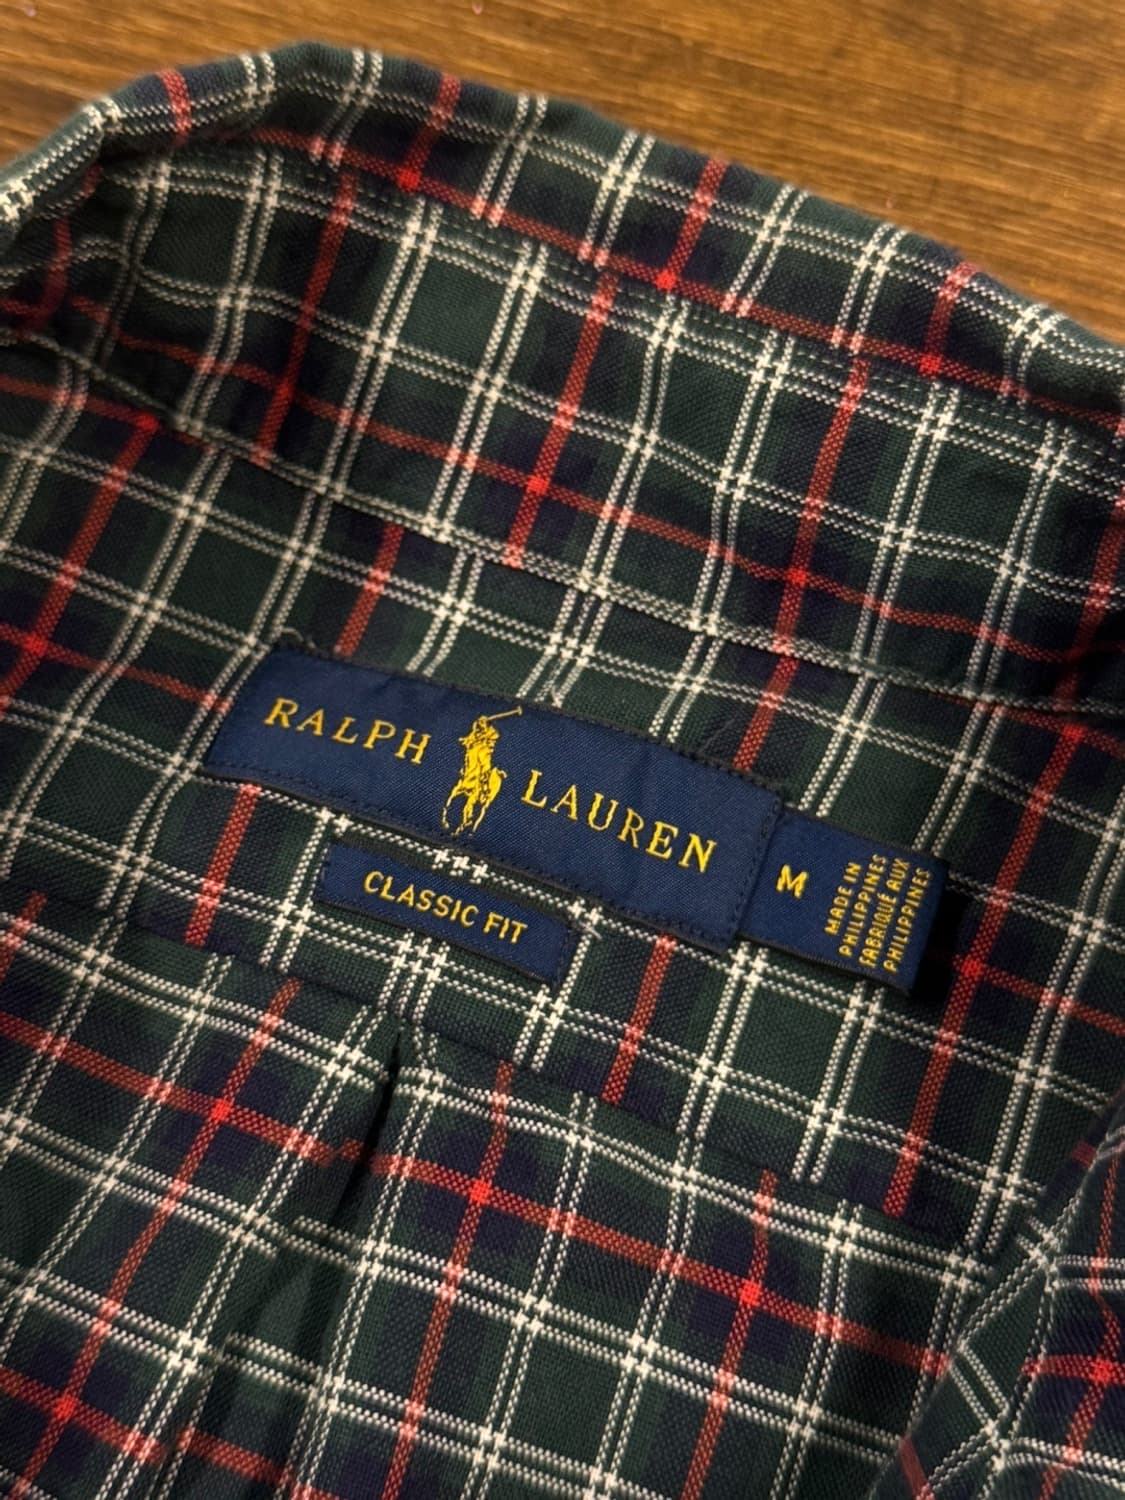 RALPH LAUREN
CLASSIC FIT
M
MADE IN
PHILIPPINES
FABRIQUÉ AUX
PHILIPPINES